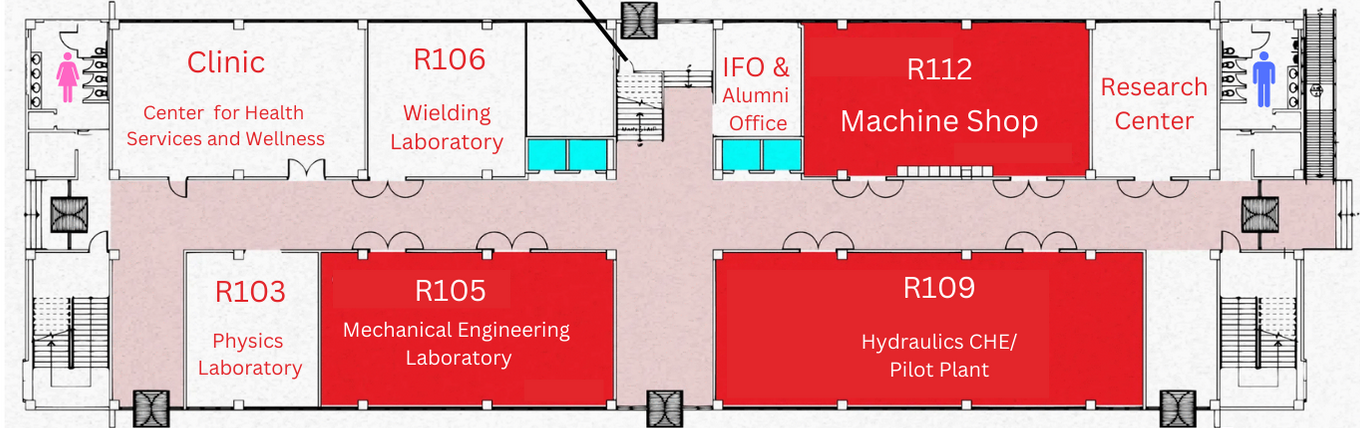 Clinic
Center for Health
Services and Wellness
R106
Wielding
Laboratory
IFO &
Alumni
Office
R112
Machine Shop
Research
Center
R103
Physics
Laboratory
R105
Mechanical Engineering
Laboratory
R109
Hydraulics CHE/
Pilot Plant